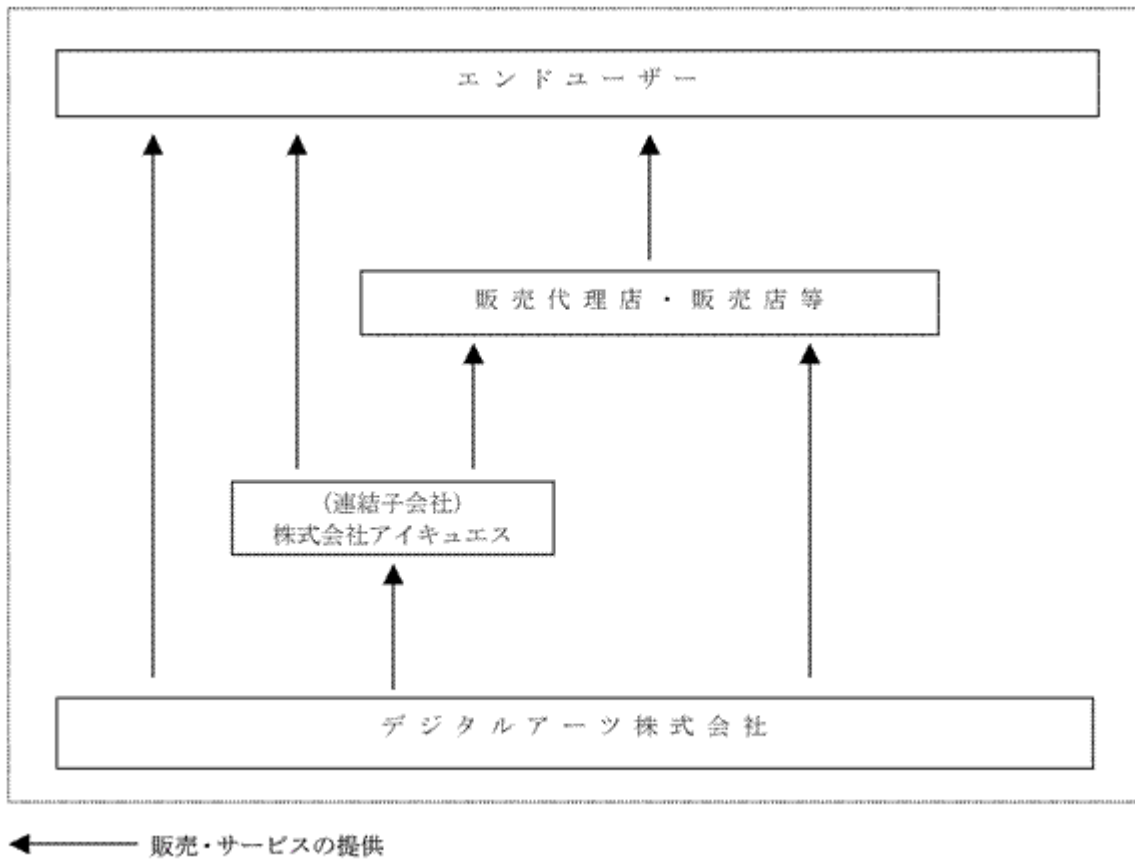 エンドユーザー
販売代理店・販売店等
(連結子会社)
株式会社アイキュエス
デジタルアーツ株式会社
販売・サービスの提供